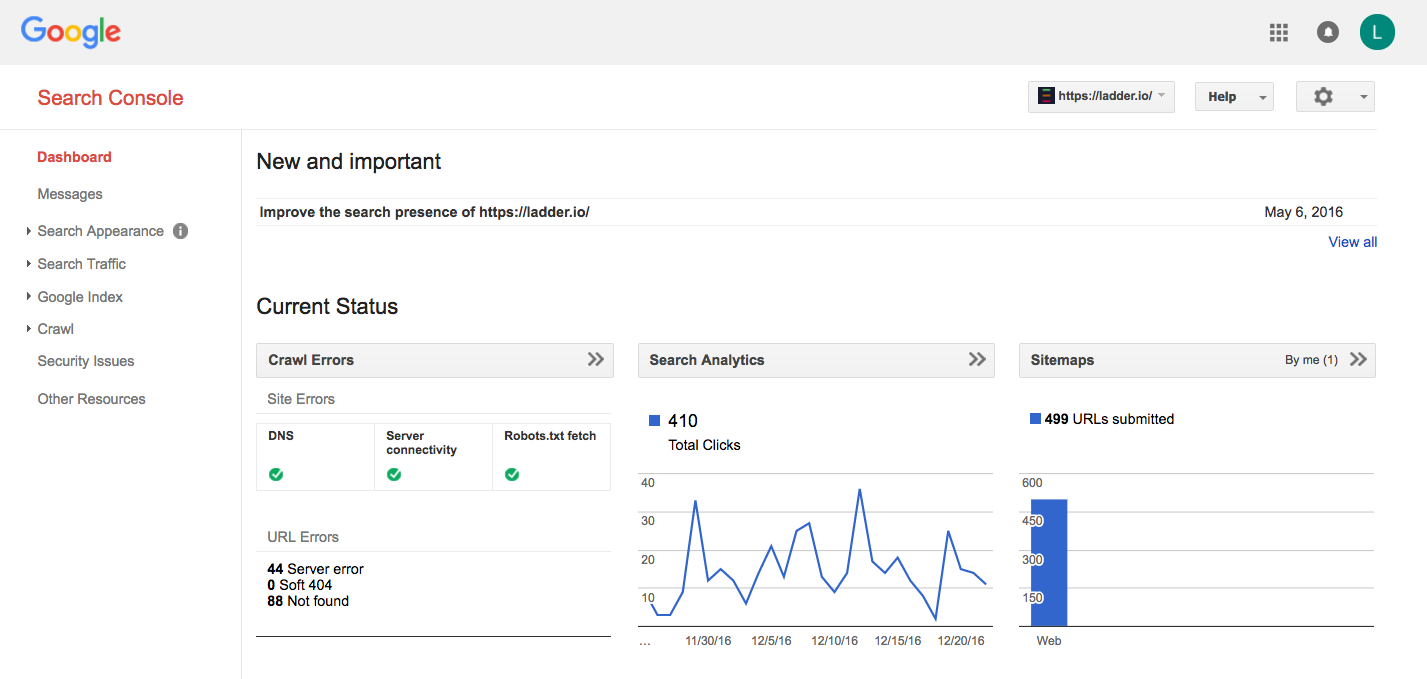 Google
L
Search Console
https://ladder.io/
Help
Dashboard
Messages
Search Appearance
i
Search Traffic
Google Index
Crawl
Security Issues
Other Resources
New and important
Improve the search presence of https://ladder.io/ May 6, 2016
View all
Current Status
Crawl Errors
Site Errors
DNS
Server
connectivity
Robots.txt fetch
URL Errors
44 Server error
0 Soft 404
88 Not found
Search Analytics
410
Total Clicks
40
30
20
10
... 11/30/16 12/5/16 12/10/16 12/15/16 12/20/16
Sitemaps By me (1)
499 URLs submitted
600
450
300
150
Web